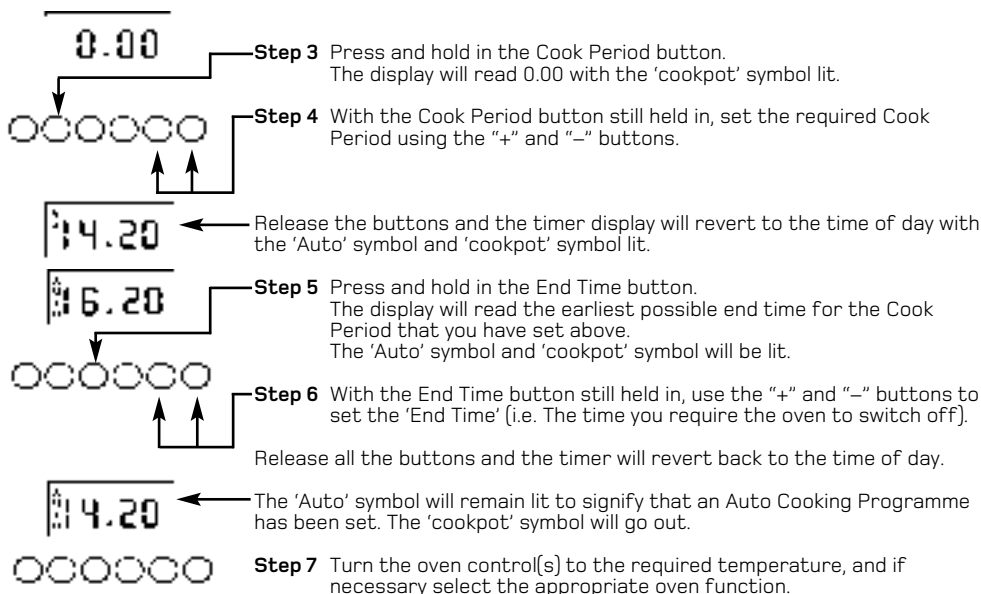 0.00
Step 3 Press and hold in the Cook Period button.
The display will read 0.00 with the ‘cookpot’ symbol lit.
Step 4 With the Cook Period button still held in, set the required Cook
Period using the “+” and “–” buttons.
14.20
Release the buttons and the timer display will revert to the time of day with
the ‘Auto’ symbol and ‘cookpot’ symbol lit.
16.20
Step 5 Press and hold in the End Time button.
The display will read the earliest possible end time for the Cook
Period that you have set above.
The ‘Auto’ symbol and ‘cookpot’ symbol will be lit.
Step 6 With the End Time button still held in, use the “+” and “–” buttons to
set the ‘End Time’ (i.e. The time you require the oven to switch off).
Release all the buttons and the timer will revert back to the time of day.
14.20
The ‘Auto’ symbol will remain lit to signify that an Auto Cooking Programme
has been set. The ‘cookpot’ symbol will go out.
Step 7 Turn the oven control(s) to the required temperature, and if
necessary select the appropriate oven function.